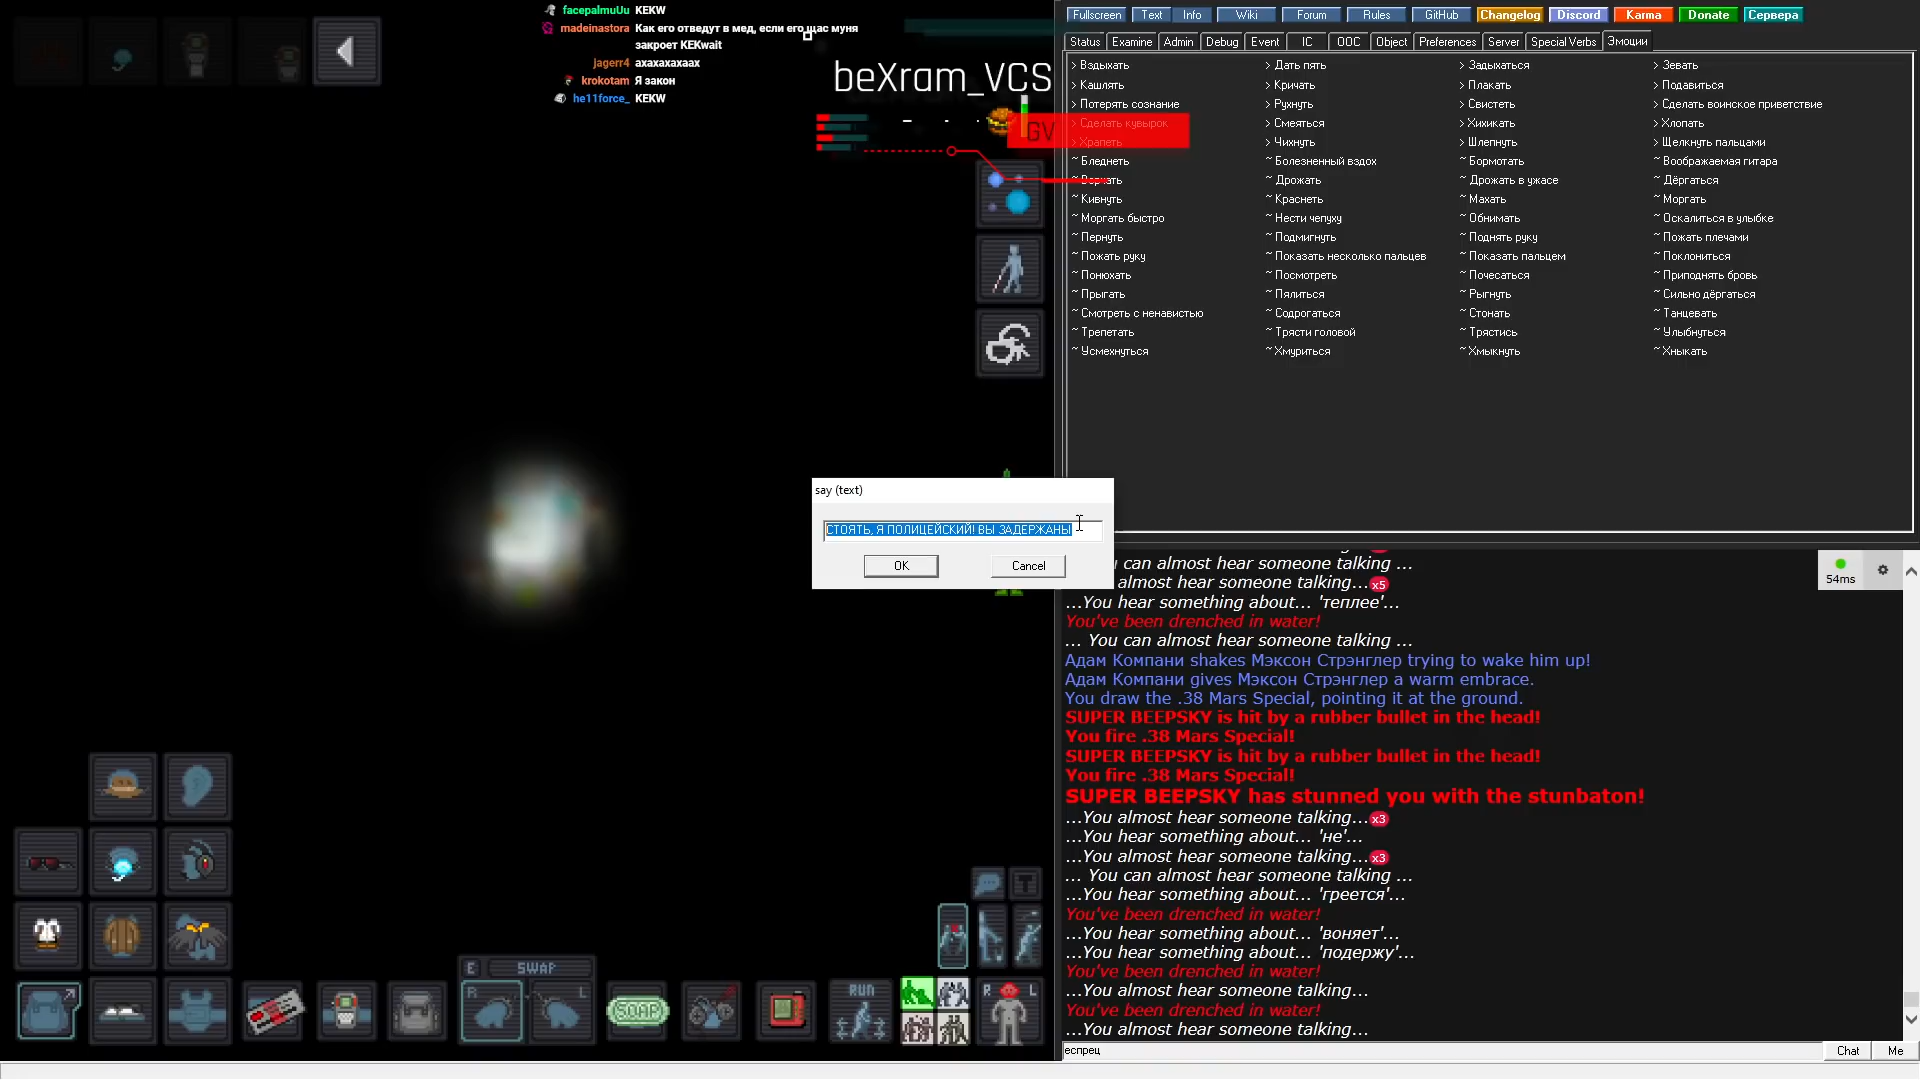 facepalmuUu KEKW
madeinastora Как его отведут в мед, если его щас муня
закроет KEKwait
jagerr4 ахахахахаах
krokotam Я закон
he11force_ KEKW
beXram_VCS
GV
Fullscreen Text Info Wiki Forum Rules GitHub Changelog Discord Karma Donate Сервера
Status Examine Admin Debug Event IC OOC Object Preferences Server Special Verbs Эмоции
> Вздыхать > Дать пять > Задыхаться > Зевать
> Кашлять > Кричать > Плакать > Подавиться
> Потерять сознание > Рухнуть > Свистеть > Сделать воинское приветствие
> Сделать кувырок > Смеяться > Хихикать > Хлопать
> Храпеть > Чихнуть > Шлепнуть > Щелкнуть пальцами
~ Бледнеть ~ Болезненный вздох ~ Бормотать ~ Воображаемая гитара
~ Дрожать ~ Дрожать в ужасе ~ Дёргаться
~ Кивнуть ~ Краснеть ~ Махать ~ Моргать
~ Моргать быстро ~ Нести чепуху ~ Обнимать ~ Оскалиться в улыбке
~ Пернуть ~ Подмигнуть ~ Поднять руку ~ Пожать плечами
~ Пожать руку ~ Показать несколько пальцев ~ Показать пальцем ~ Поклониться
~ Понюхать ~ Посмотреть ~ Почесаться ~ Приподнять бровь
~ Прыгать ~ Пялиться ~ Рыгнуть ~ Сильно дёргаться
~ Смотреть с ненавистью ~ Содрогаться ~ Стонать ~ Танцевать
~ Трепетать ~ Трясти головой ~ Трястись ~ Улыбнуться
~ Усмехнуться ~ Хмуриться ~ Хмыкнуть ~ Хныкать
say (text)
СТОЯТЬ, Я ПОЛИЦЕЙСКИЙ! ВЫ ЗАДЕРЖАНЫ
OK Cancel
54ms
can almost hear someone talking ...
almost hear someone talking... x5
...You hear something about... 'теплее'...
You've been drenched in water!
... You can almost hear someone talking ...
Адам Компани shakes Мэксон Стрэнглер trying to wake him up!
Адам Компани gives Мэксон Стрэнглер a warm embrace.
You draw the .38 Mars Special, pointing it at the ground.
SUPER BEEPSKY is hit by a rubber bullet in the head!
You fire .38 Mars Special!
SUPER BEEPSKY is hit by a rubber bullet in the head!
You fire .38 Mars Special!
SUPER BEEPSKY has stunned you with the stunbaton!
...You almost hear someone talking... x3
...You hear something about... 'не'...
...You almost hear someone talking... x3
... You can almost hear someone talking ...
...You hear something about... 'греется'...
You've been drenched in water!
...You hear something about... 'воняет'...
...You hear something about... 'подержу'...
You've been drenched in water!
...You almost hear someone talking...
You've been drenched in water!
...You almost hear someone talking...
еспрец Chat Me
E SWAP
R L
SOAP
RUN
R L